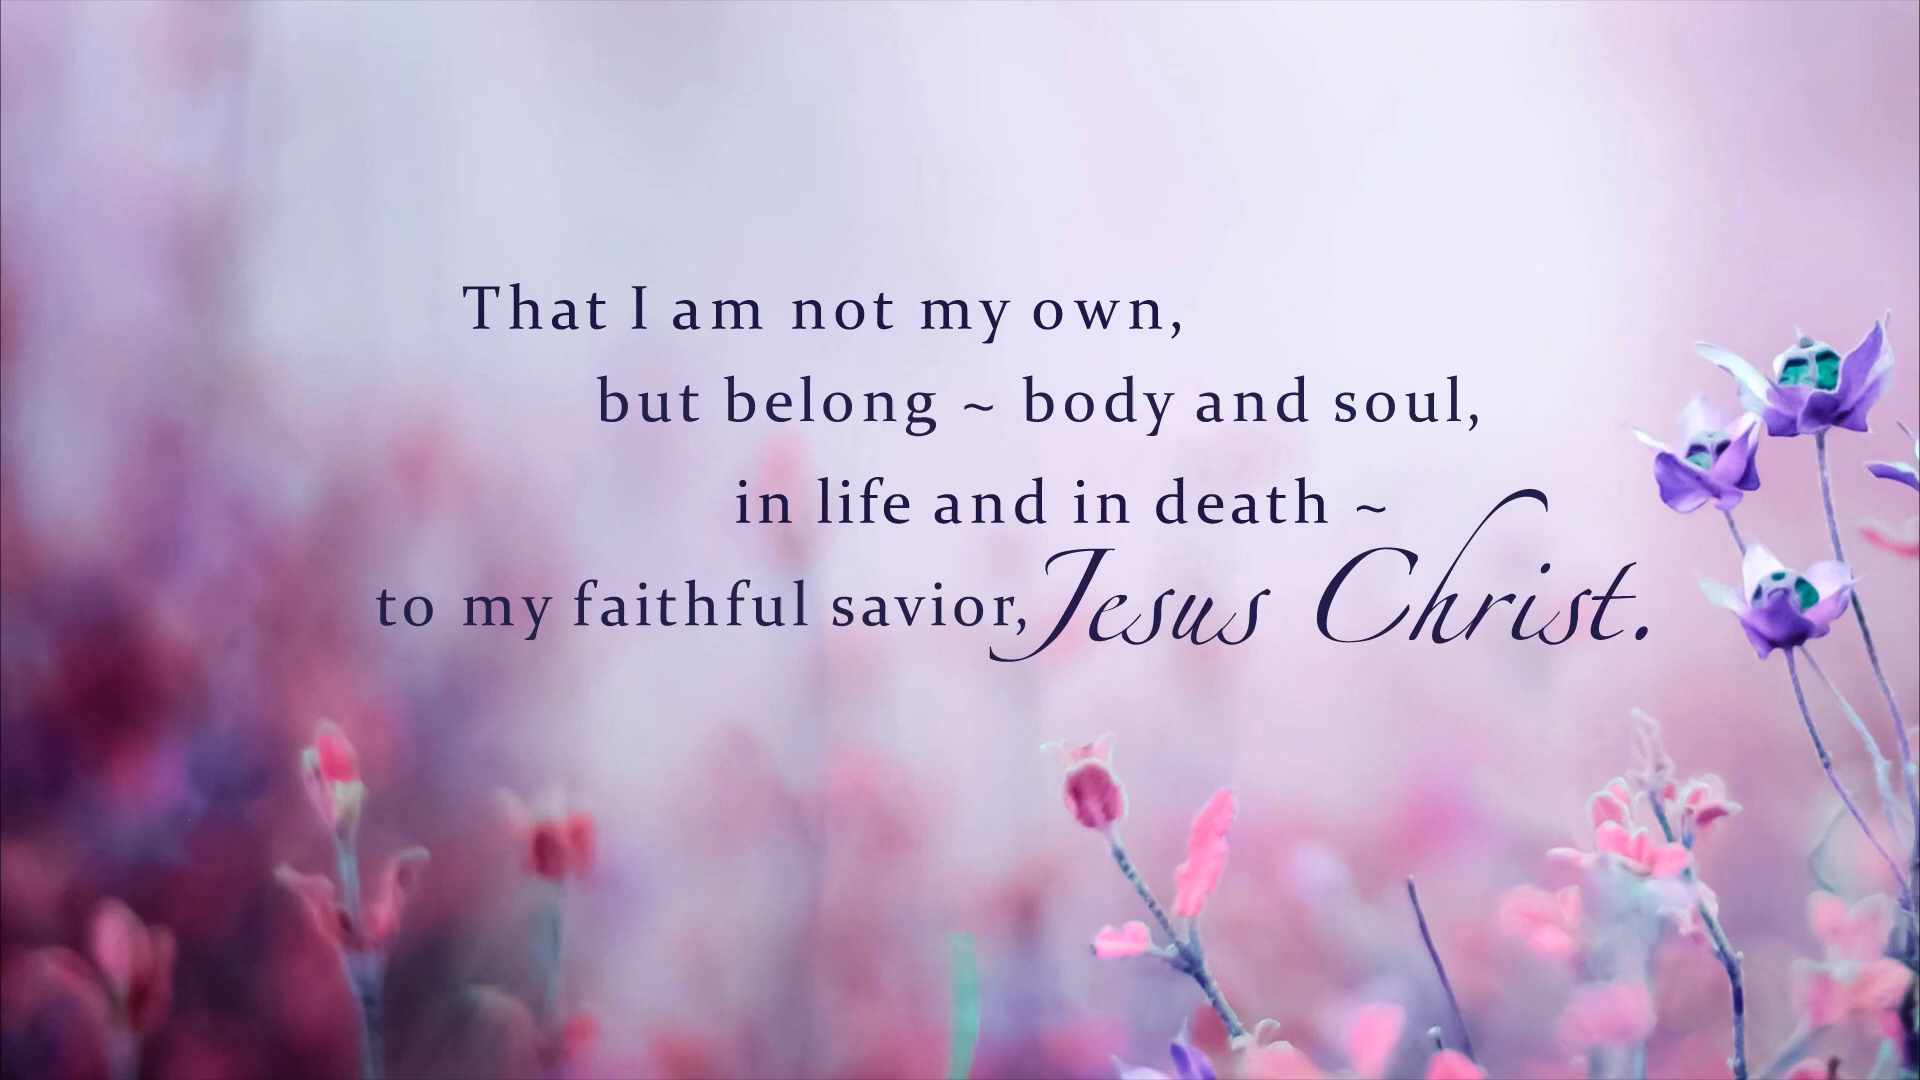 That I am not my own,
but belong ~ body and soul,
in life and in death ~
to my faithful savior, Jesus Christ.